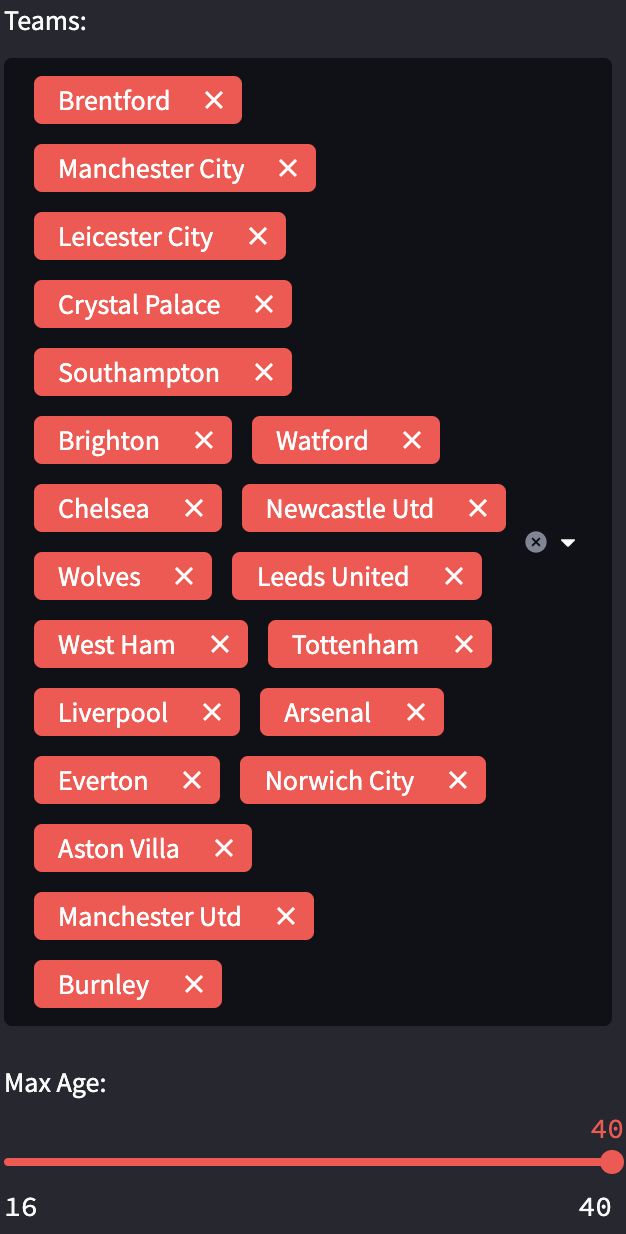 Teams:
Brentford
Manchester City
Leicester City
Crystal Palace
Southampton
Brighton Watford
Chelsea Newcastle Utd
Wolves Leeds United
West Ham Tottenham
Liverpool Arsenal
Everton Norwich City
Aston Villa
Manchester Utd
Burnley
Max Age:
40
16 40